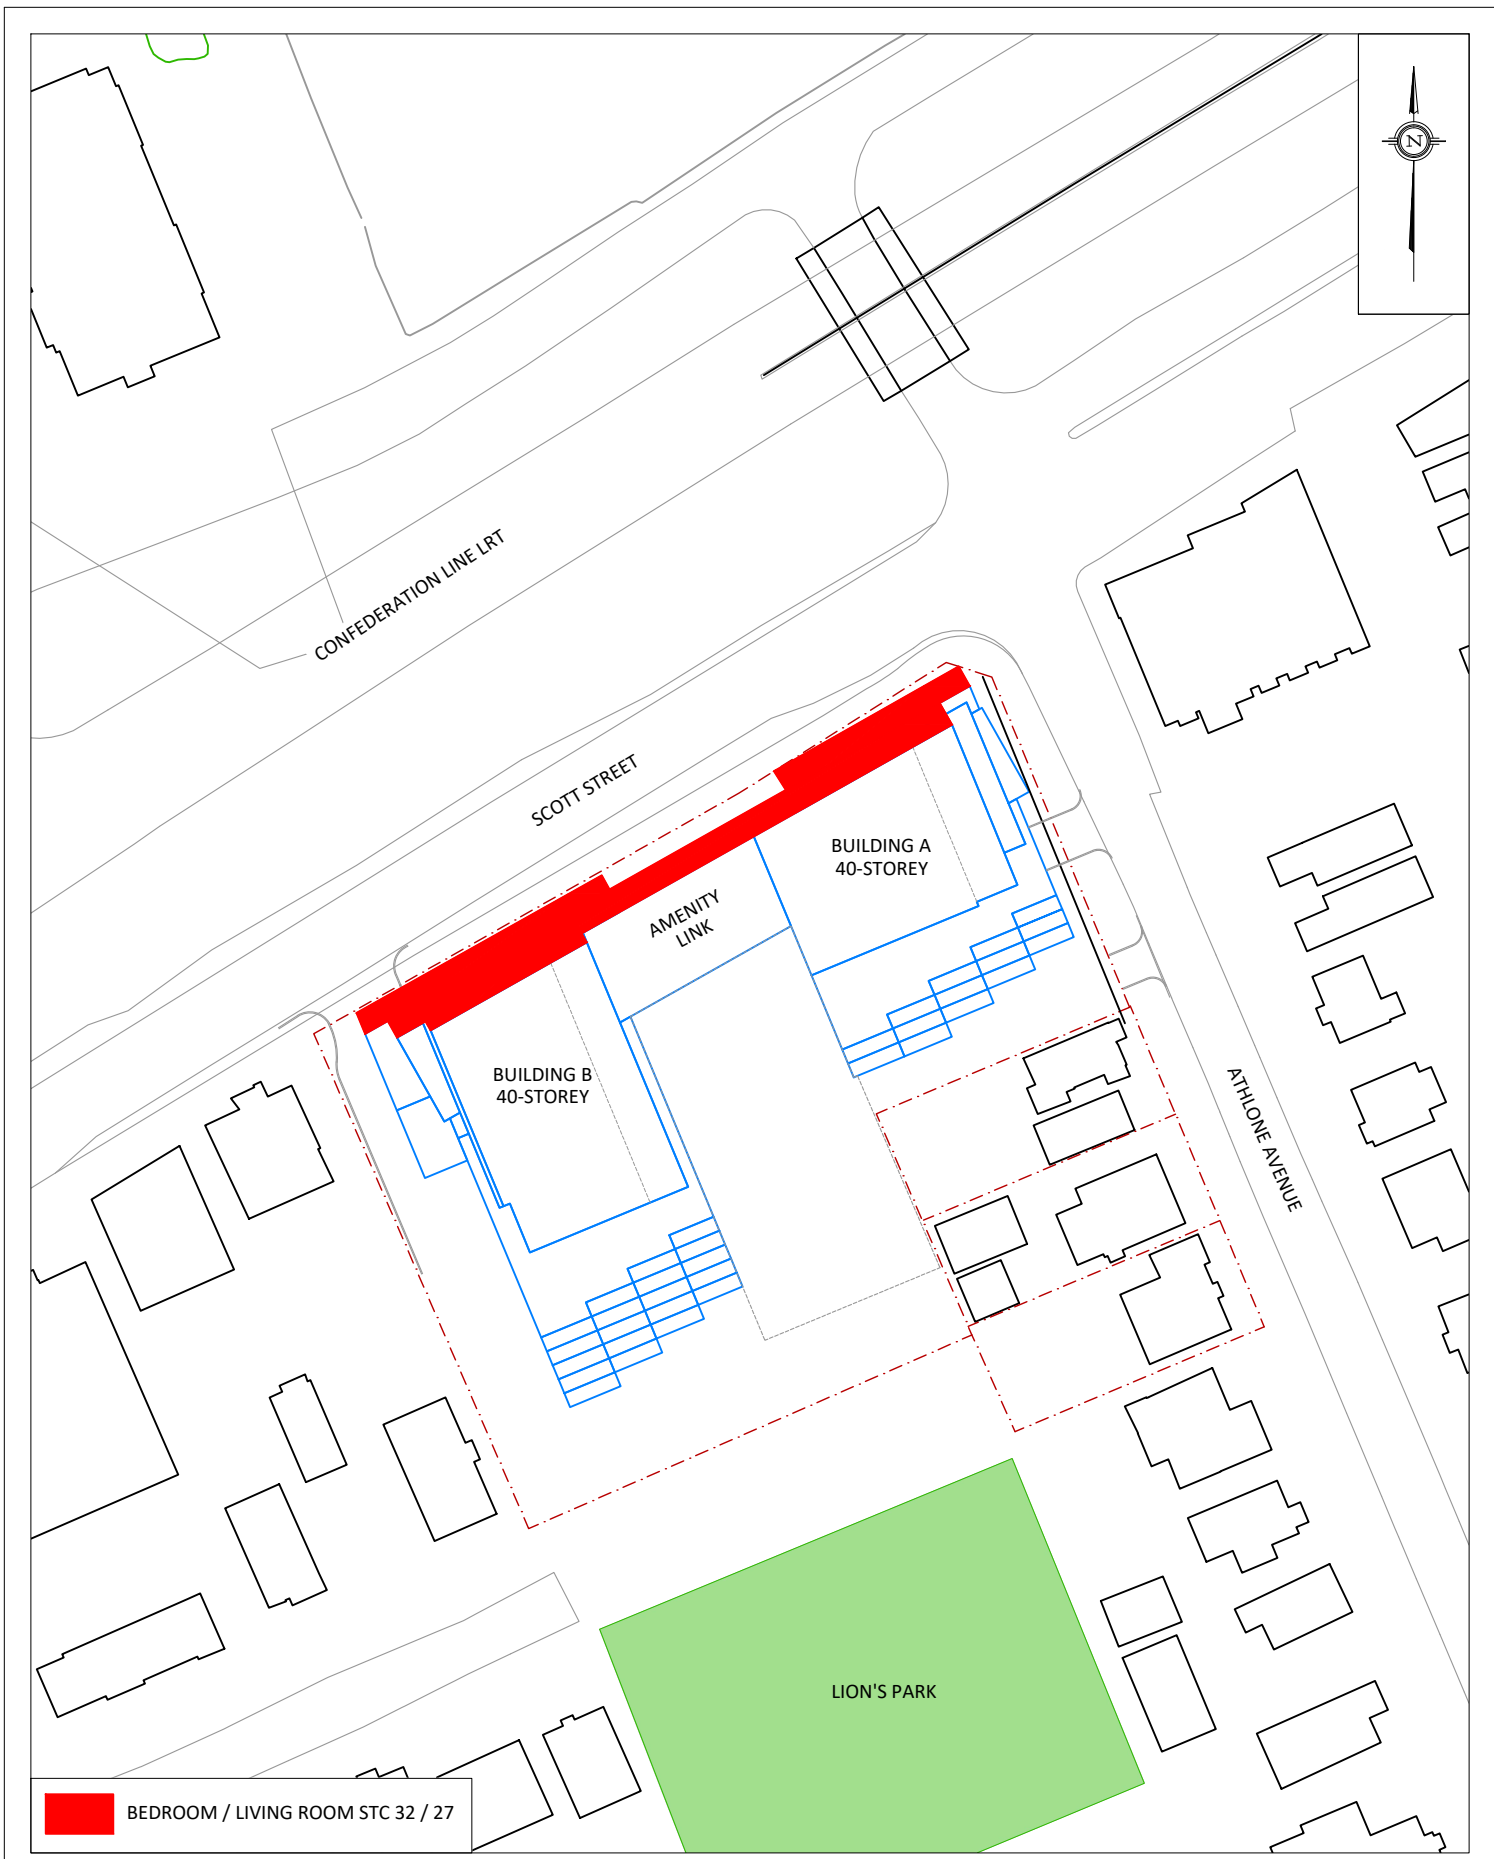 N
CONFEDERATION LINE LRT
SCOTT STREET
BUILDING A
40-STOREY
AMENITY
LINK
BUILDING B
40-STOREY
ATHLONE AVENUE
LION'S PARK
BEDROOM / LIVING ROOM STC 32 / 27